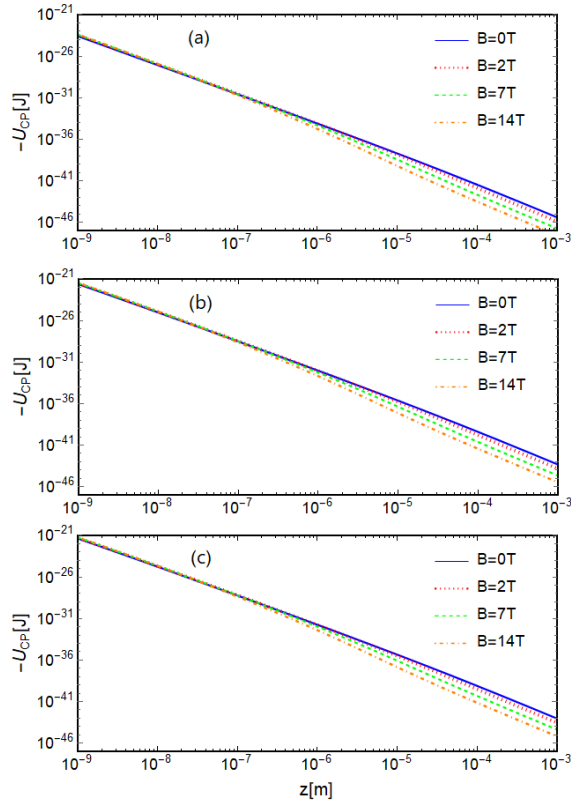 10⁻²¹
(a)
B=0T
10⁻²⁶
B=2T
B=7T
10⁻³¹
B=14T
−U_CP[J]
10⁻³⁶
10⁻⁴¹
10⁻⁴⁶
10⁻⁹ 10⁻⁸ 10⁻⁷ 10⁻⁶ 10⁻⁵ 10⁻⁴ 10⁻³
10⁻²¹
(b)
B=0T
10⁻²⁶
B=2T
B=7T
10⁻³¹
B=14T
−U_CP[J]
10⁻³⁶
10⁻⁴¹
10⁻⁴⁶
10⁻⁹ 10⁻⁸ 10⁻⁷ 10⁻⁶ 10⁻⁵ 10⁻⁴ 10⁻³
10⁻²¹
(c)
B=0T
10⁻²⁶
B=2T
B=7T
10⁻³¹
B=14T
−U_CP[J]
10⁻³⁶
10⁻⁴¹
10⁻⁴⁶
10⁻⁹ 10⁻⁸ 10⁻⁷ 10⁻⁶ 10⁻⁵ 10⁻⁴ 10⁻³
z[m]